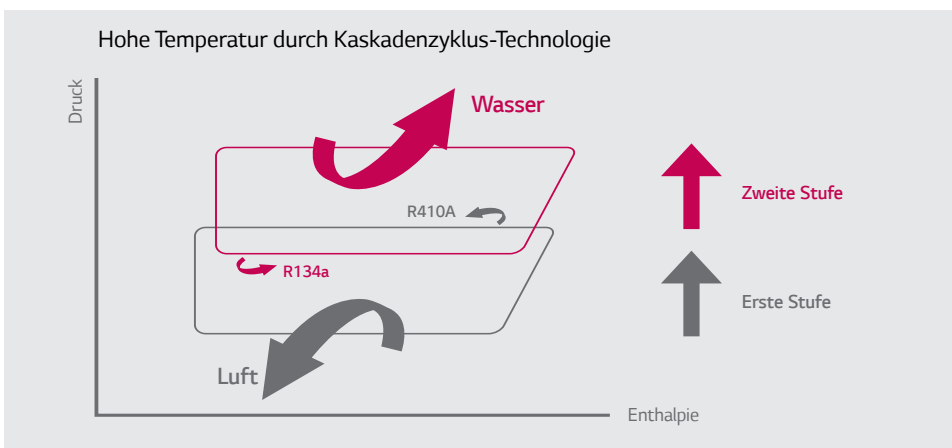 Hohe Temperatur durch Kaskadenzyklus-Technologie
Druck
Wasser
Zweite Stufe
R410A
R134a
Erste Stufe
Luft
Enthalpie